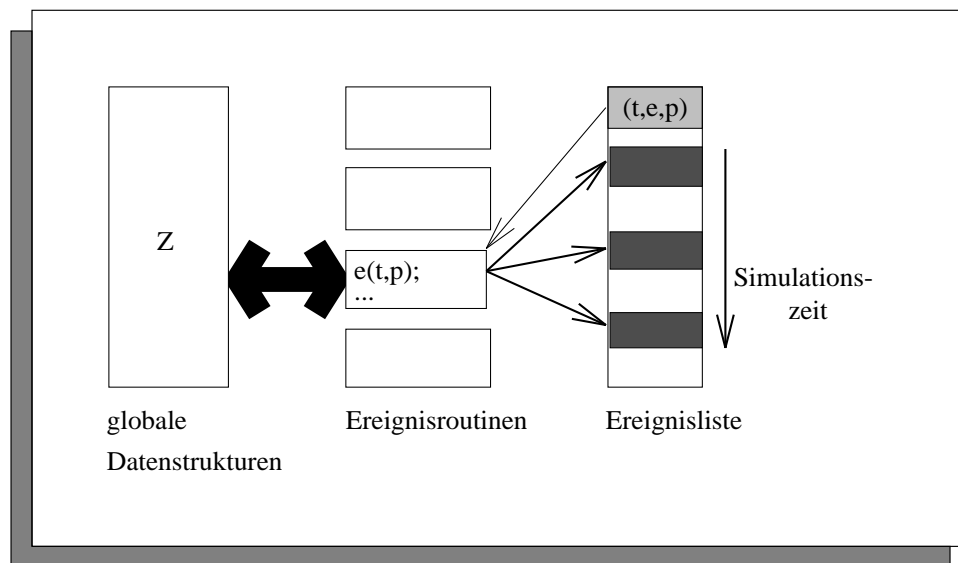 (t,e,p)
Z
e(t,p);
...
Simulations-
zeit
globale
Datenstrukturen
Ereignisroutinen
Ereignisliste